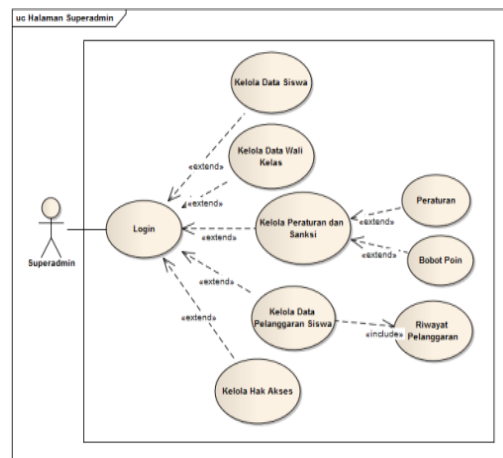 uc Halaman Superadmin
Kelola Data Siswa
Kelola Data Wali
Kelas
«extend»
«extend»
Peraturan
Login
Kelola Peraturan dan
Sanksi
«extend»
«extend»
Superadmin
«extend»
Bobot Poin
«extend»
Kelola Data
Pelanggaran Siswa
Riwayat
Pelanggaran
«include»
«extend»
Kelola Hak Akses